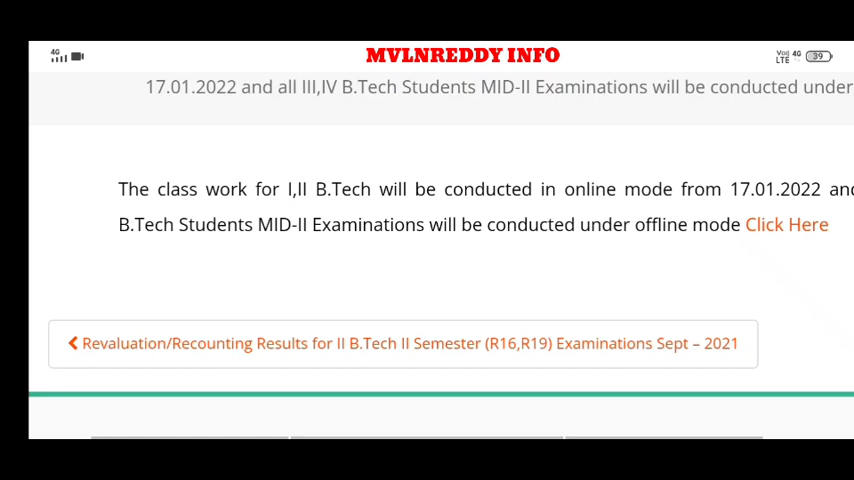 4G
MVLNREDDY INFO
4G
LTE
39
17.01.2022 and all III,IV B.Tech Students MID-II Examinations will be conducted under
The class work for I,II B.Tech will be conducted in online mode from 17.01.2022 and
B.Tech Students MID-II Examinations will be conducted under offline mode Click Here
Revaluation/Recounting Results for II B.Tech II Semester (R16,R19) Examinations Sept – 2021